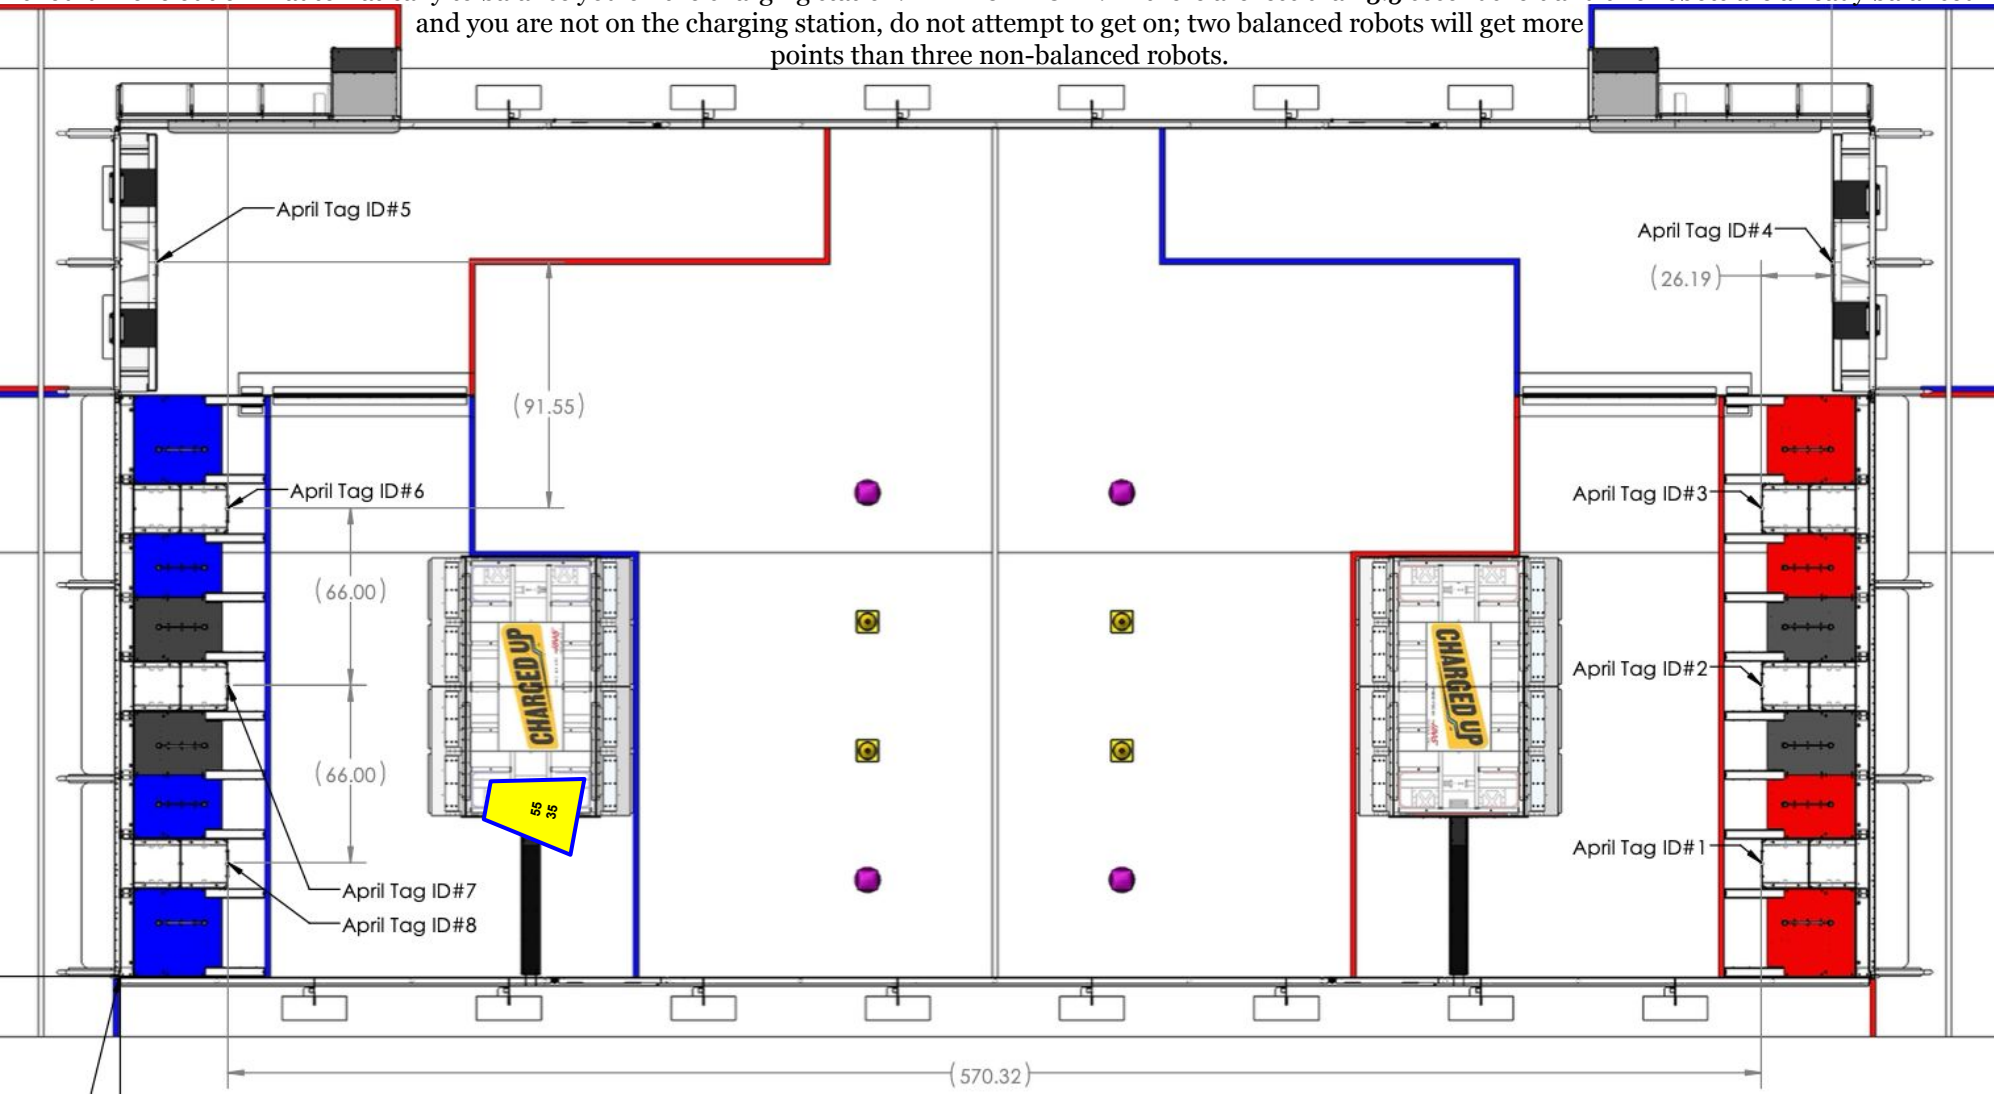 and you are not on the charging station, do not attempt to get on; two balanced robots will get more
points than three non-balanced robots.
April Tag ID#5
April Tag ID#4
(26.19)
(91.55)
April Tag ID#6
April Tag ID#3
(66.00)
CHARGED UP
CHARGED UP
April Tag ID#2
(66.00)
55
35
April Tag ID#1
April Tag ID#7
April Tag ID#8
(570.32)